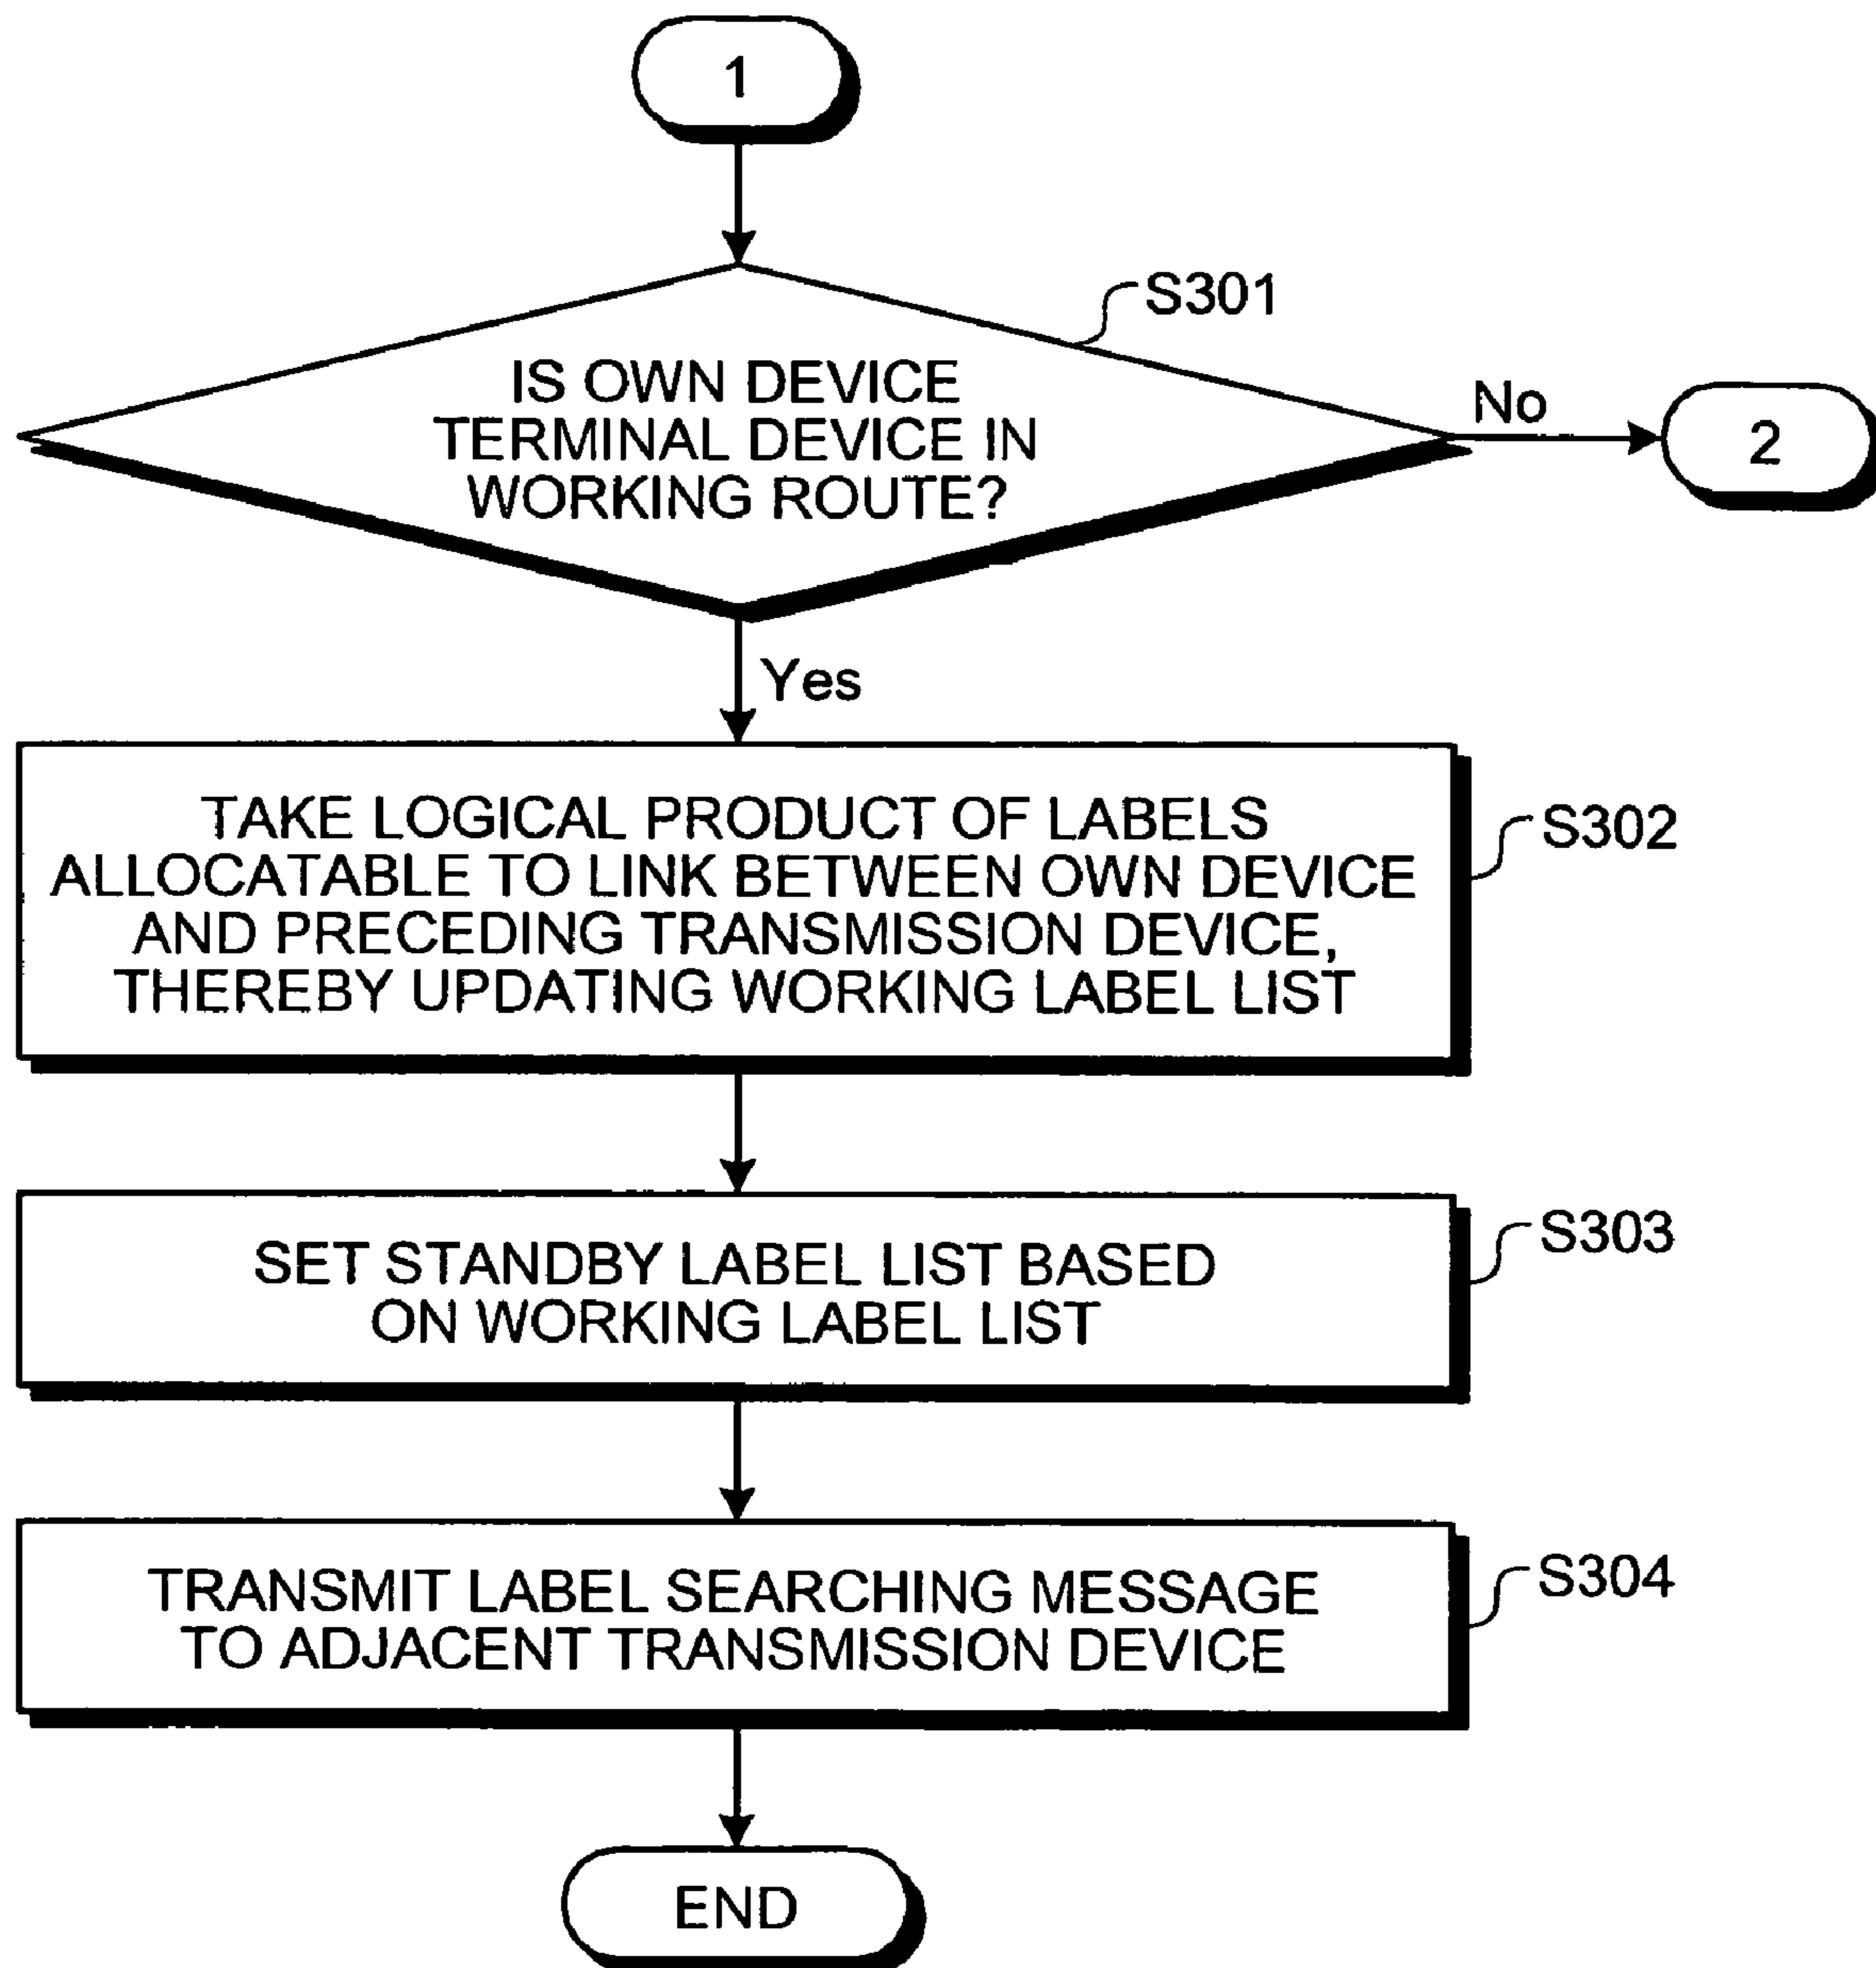 1
S301
IS OWN DEVICE
TERMINAL DEVICE IN
WORKING ROUTE?
No
2
Yes
TAKE LOGICAL PRODUCT OF LABELS
ALLOCATABLE TO LINK BETWEEN OWN DEVICE
AND PRECEDING TRANSMISSION DEVICE,
THEREBY UPDATING WORKING LABEL LIST
S302
SET STANDBY LABEL LIST BASED
ON WORKING LABEL LIST
S303
TRANSMIT LABEL SEARCHING MESSAGE
TO ADJACENT TRANSMISSION DEVICE
S304
END